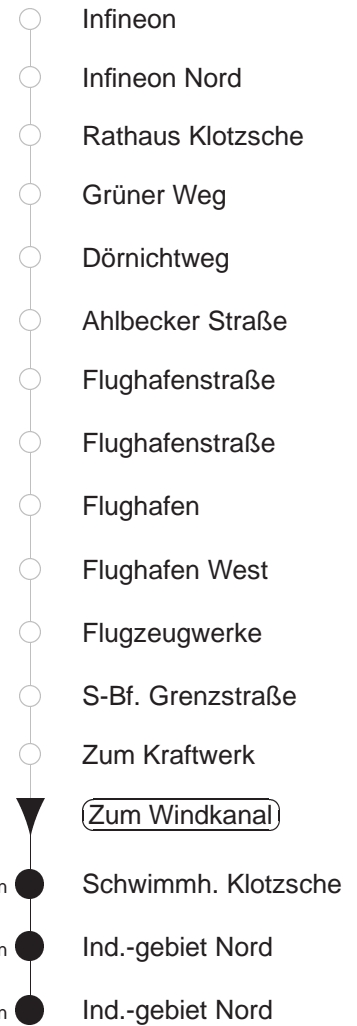 Infineon
Infineon Nord
Rathaus Klotzsche
Grüner Weg
Dörnichtweg
Ahlbecker Straße
Flughafenstraße
Flughafenstraße
Flughafen
Flughafen West
Flugzeugwerke
S-Bf. Grenzstraße
Zum Kraftwerk
Zum Windkanal
Schwimmh. Klotzsche
Ind.-gebiet Nord
Ind.-gebiet Nord